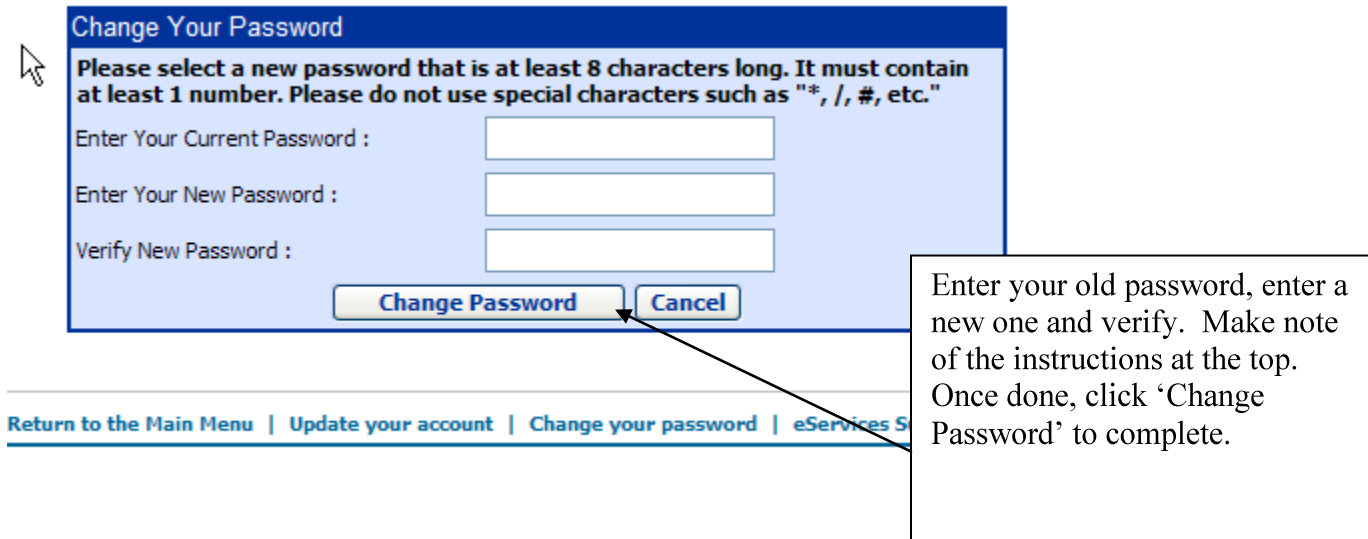 Change Your Password
Please select a new password that is at least 8 characters long. It must contain
at least 1 number. Please do not use special characters such as "*, /, #, etc."
Enter Your Current Password :
Enter Your New Password :
Verify New Password :
Change Password
Cancel
Enter your old password, enter a
new one and verify.  Make note
of the instructions at the top.
Once done, click ‘Change
Password’ to complete.
Return to the Main Menu | Update your account | Change your password | eServices